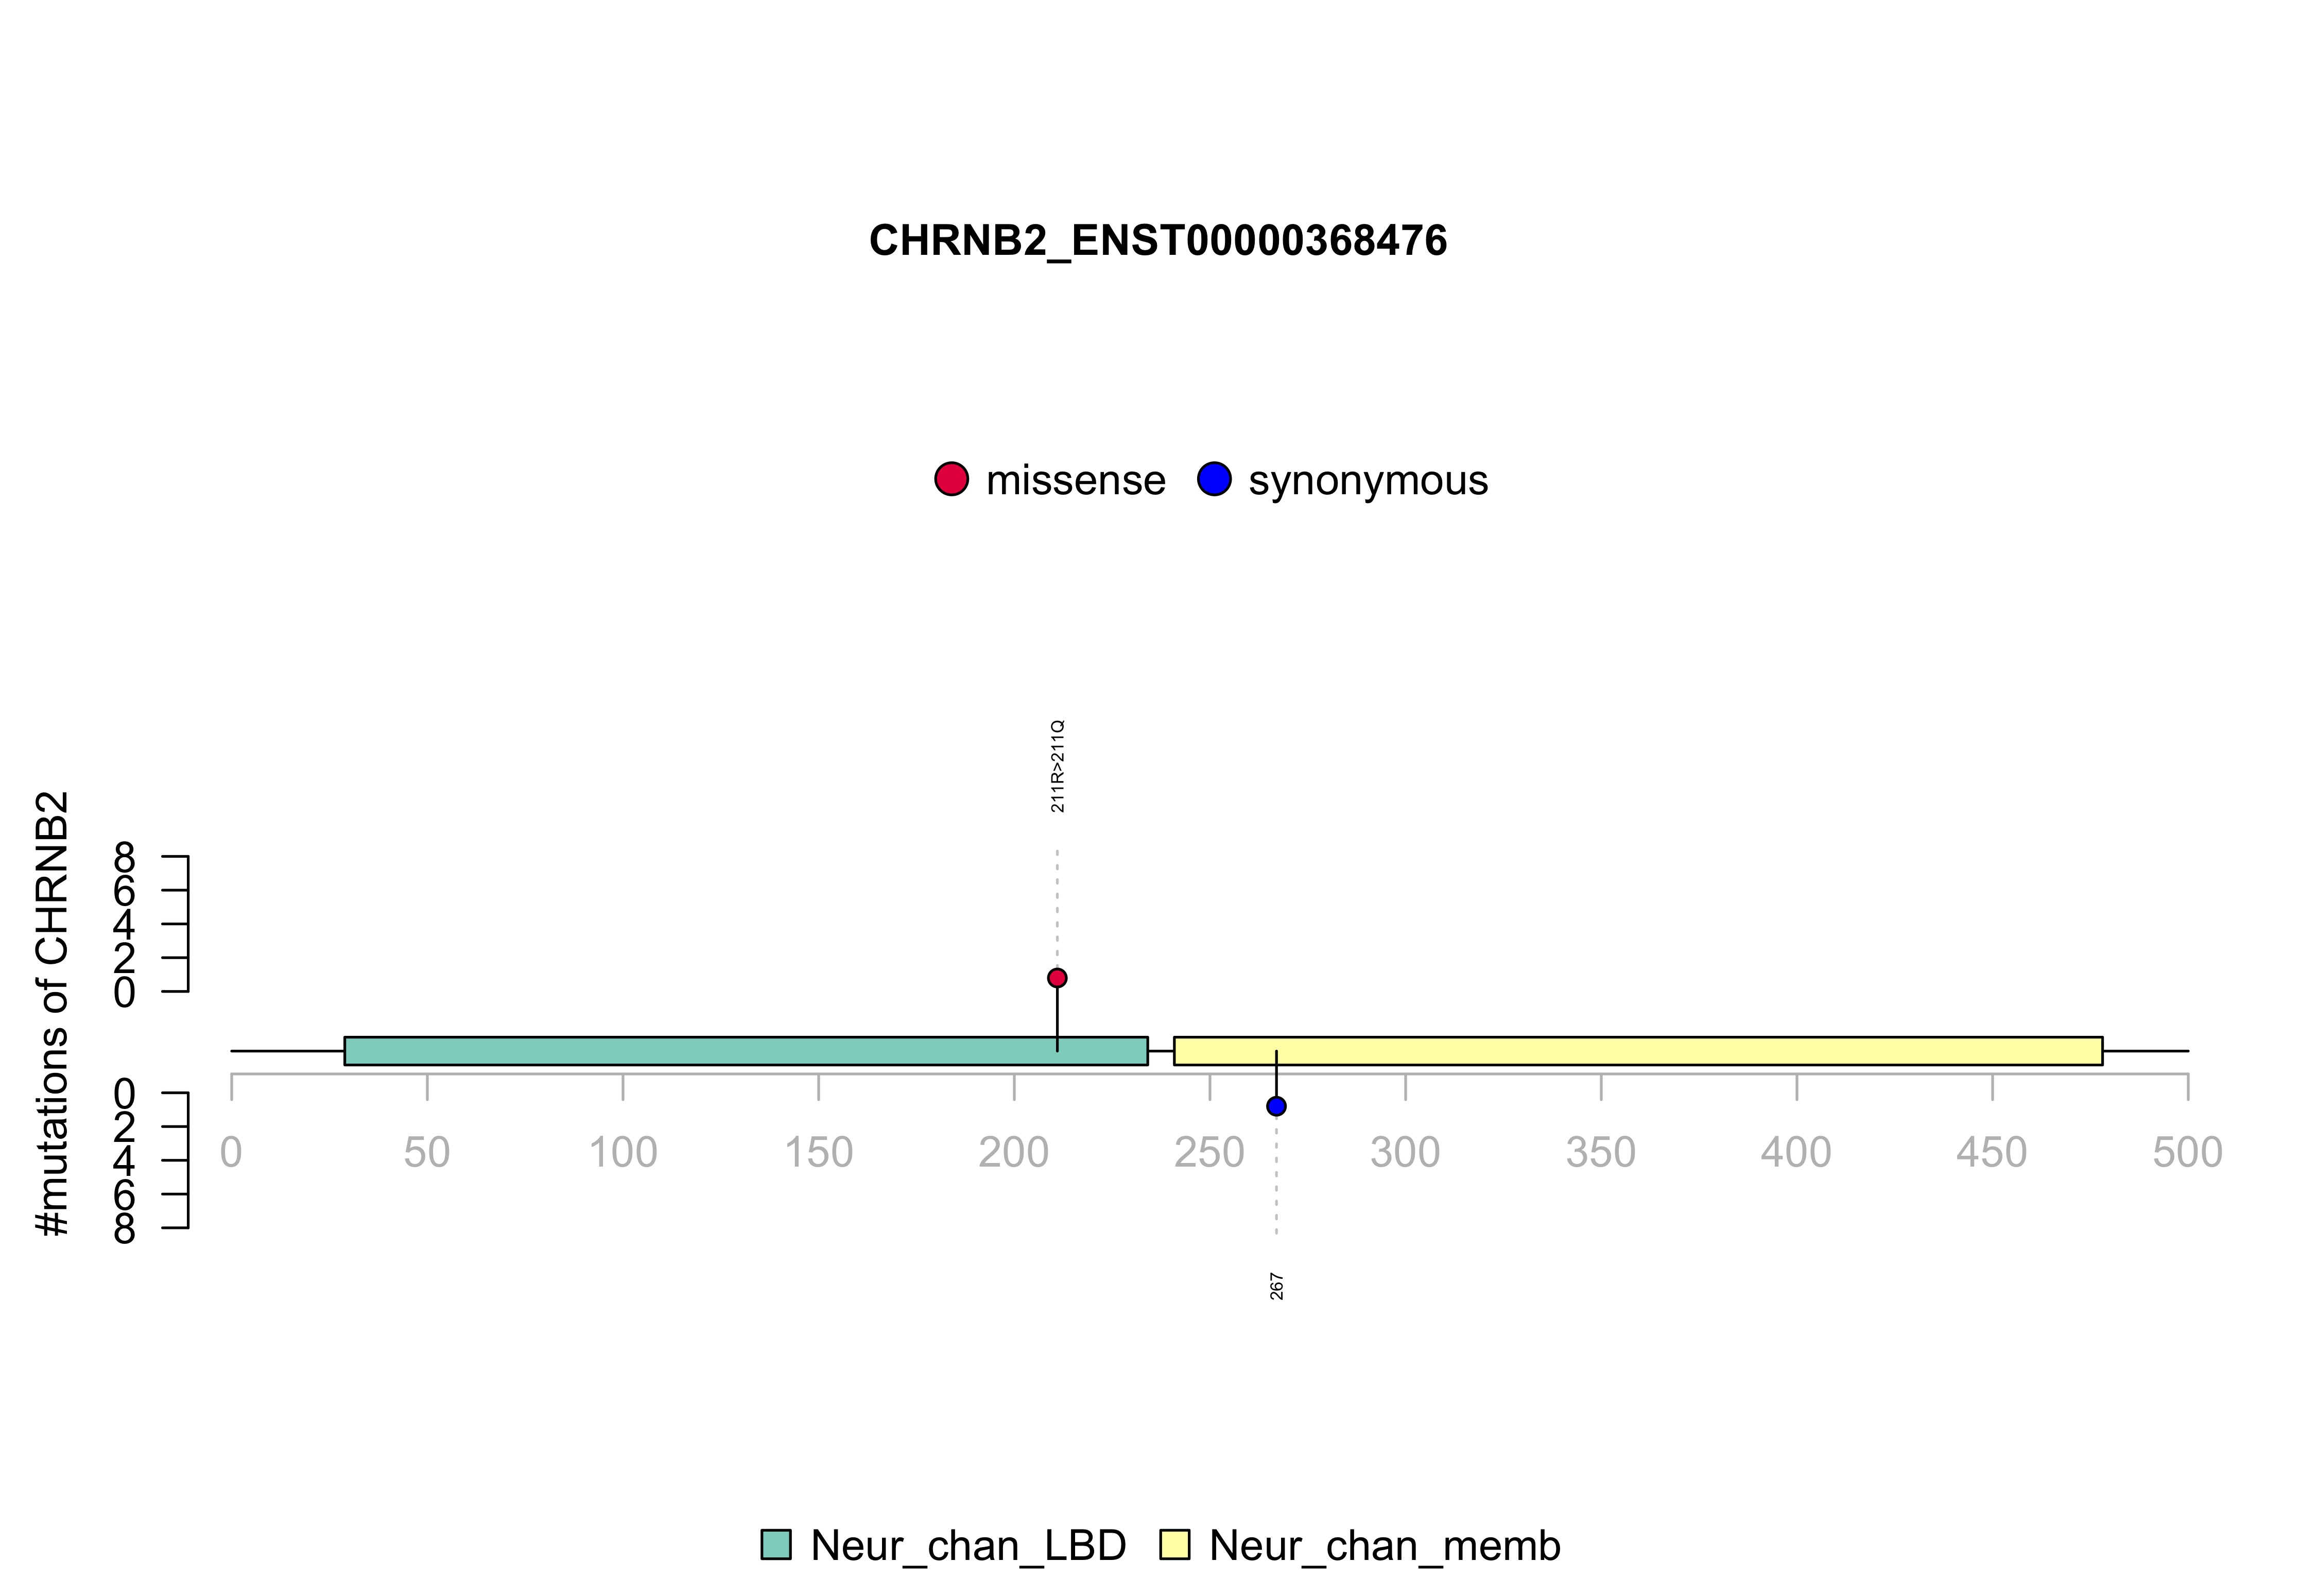 CHRNB2_ENST00000368476
missense synonymous
211R>211Q
#mutations of CHRNB2
8
6
4
2
0
0
2
4
6
8
0 50 100 150 200 250 300 350 400 450 500
267
Neur_chan_LBD Neur_chan_memb